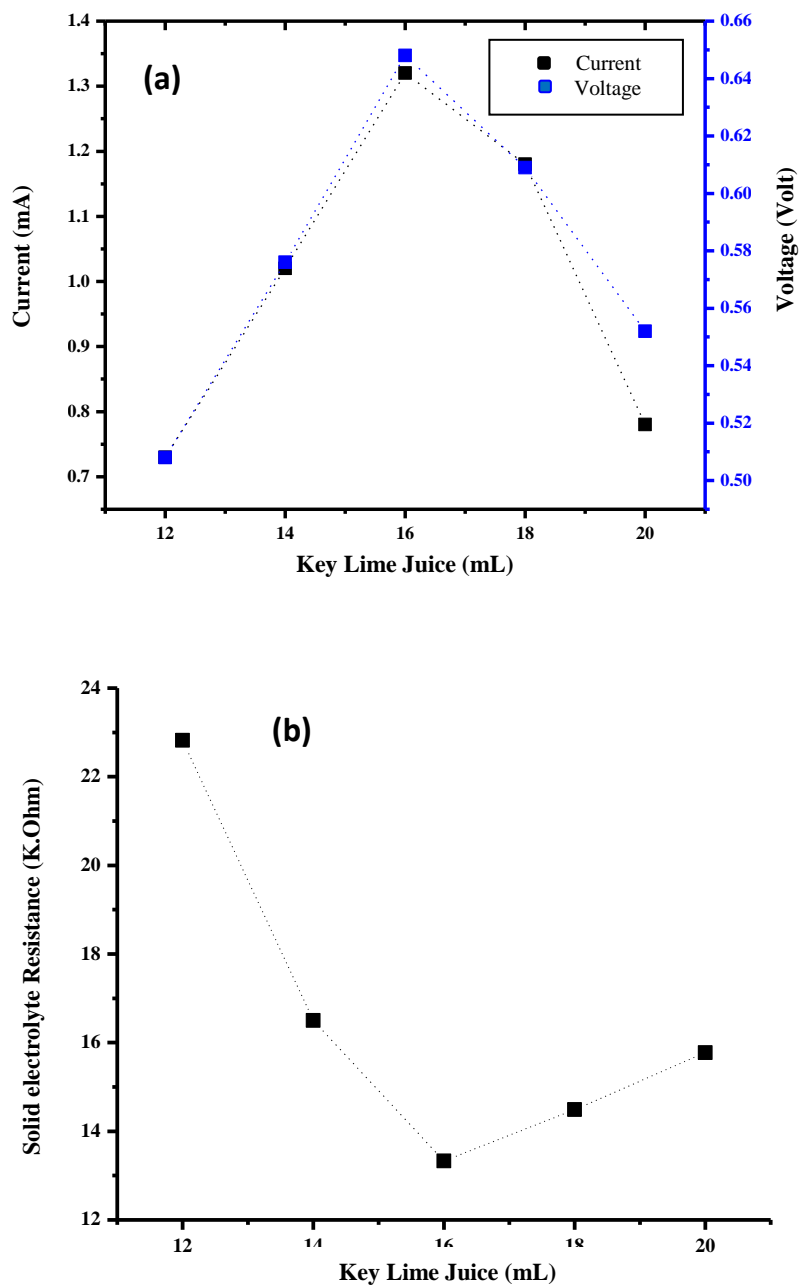 (a)
Current
Voltage
1.4
1.3
1.2
1.1
1.0
0.9
0.8
0.7
Current (mA)
0.66
0.64
0.62
0.60
0.58
0.56
0.54
0.52
0.50
Voltage (Volt)
12 14 16 18 20
Key Lime Juice (mL)
(b)
24
22
20
18
16
14
12
Solid electrolyte Resistance (K.Ohm)
12 14 16 18 20
Key Lime Juice (mL)